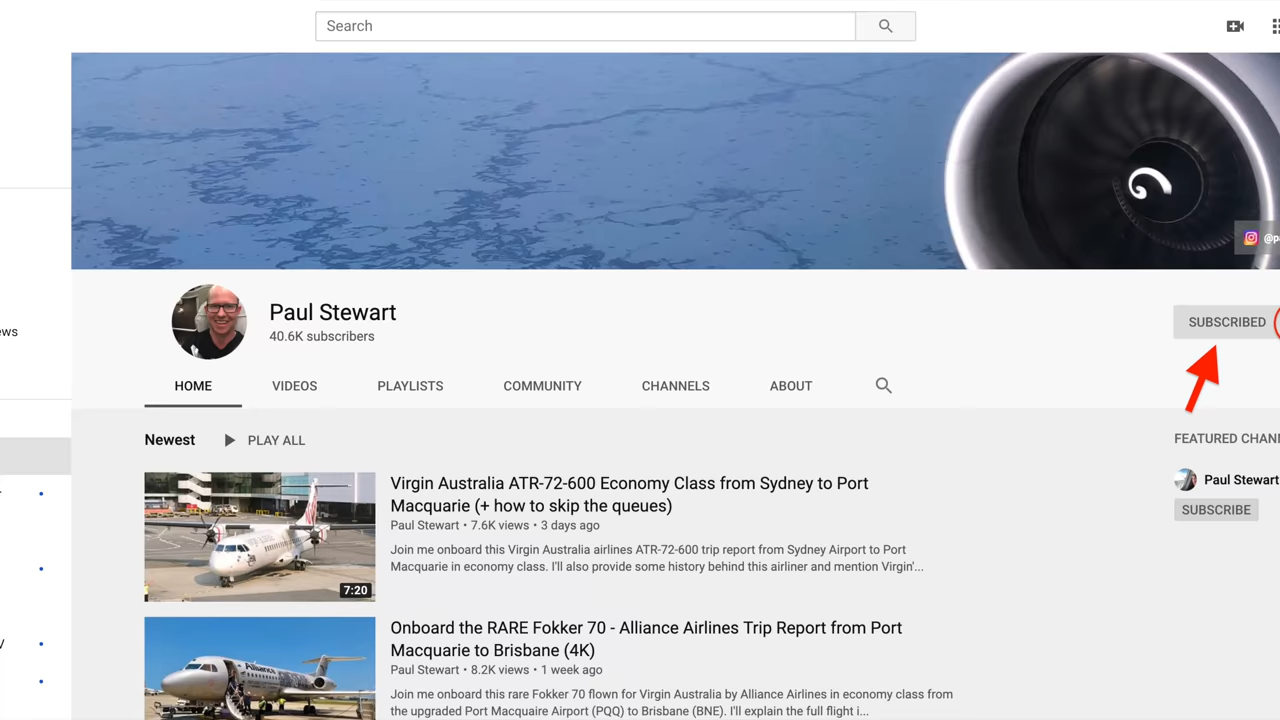 Search
Paul Stewart
40.6K subscribers
SUBSCRIBED
HOME VIDEOS PLAYLISTS COMMUNITY CHANNELS ABOUT
Newest PLAY ALL
FEATURED CHAN
Virgin Australia ATR-72-600 Economy Class from Sydney to Port
Macquarie (+ how to skip the queues)
Paul Stewart • 7.6K views • 3 days ago
Join me onboard this Virgin Australia airlines ATR-72-600 trip report from Sydney Airport to Port
Macquarie in economy class. I'll also provide some history behind this airliner and mention Virgin'...
7:20
Paul Stewart
SUBSCRIBE
Onboard the RARE Fokker 70 - Alliance Airlines Trip Report from Port
Macquarie to Brisbane (4K)
Paul Stewart • 8.2K views • 1 week ago
Join me onboard this rare Fokker 70 flown for Virgin Australia by Alliance Airlines in economy class from
the upgraded Port Macquaire Airport (PQQ) to Brisbane (BNE). I'll explain the full flight i...
Alliance